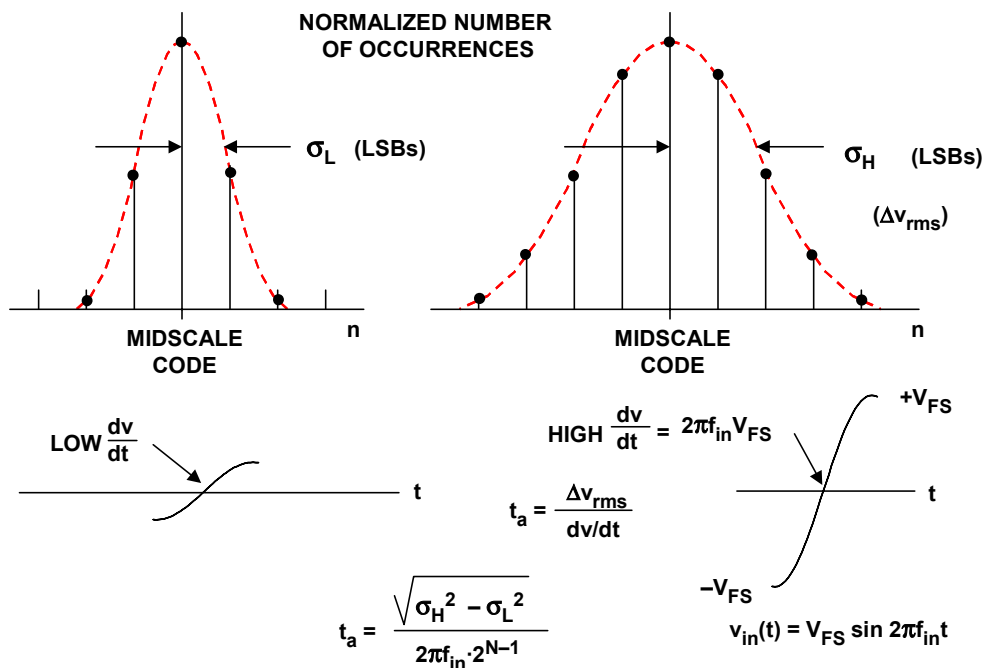 NORMALIZED NUMBER
OF OCCURRENCES
σL (LSBs)
σH (LSBs)
(Δvrms)
n
n
MIDSCALE
CODE
MIDSCALE
CODE
LOW dv/dt
t
HIGH dv/dt = 2πfinVFS
+VFS
t
ta = Δvrms / dv/dt
–VFS
ta = √σH² – σL² / 2πfin·2^N–1
vin(t) = VFS sin 2πfint